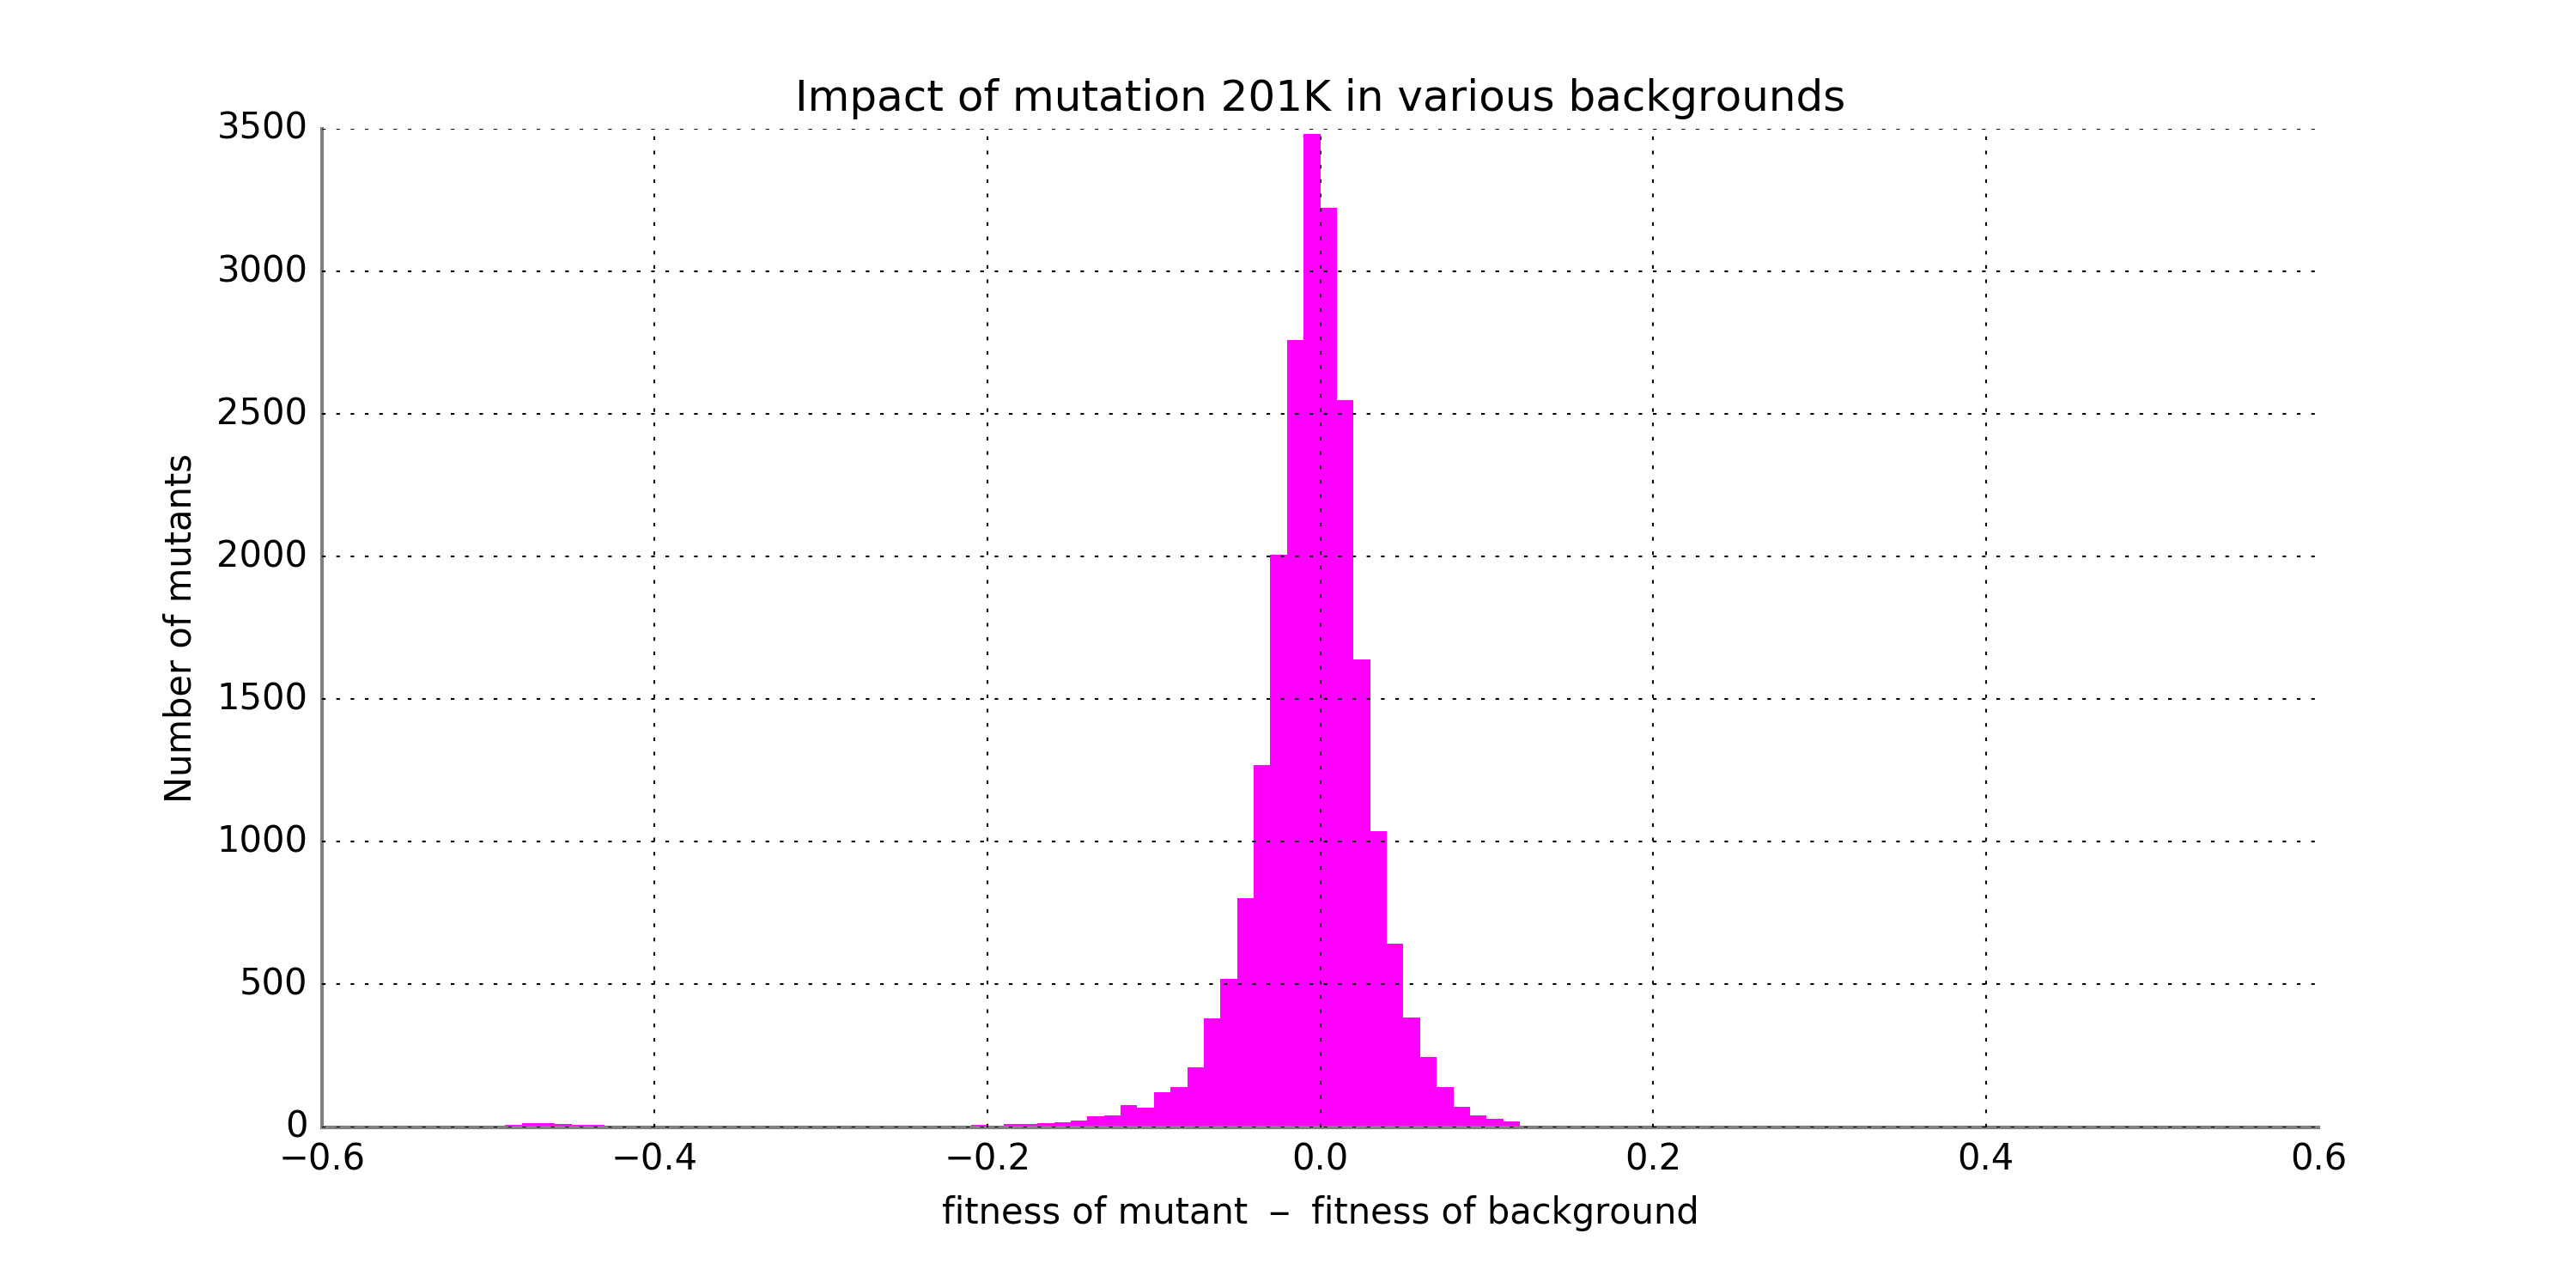 Impact of mutation 201K in various backgrounds
3500
3000
2500
2000
1500
1000
500
0
Number of mutants
−0.6 −0.4 −0.2 0.0 0.2 0.4 0.6
fitness of mutant − fitness of background